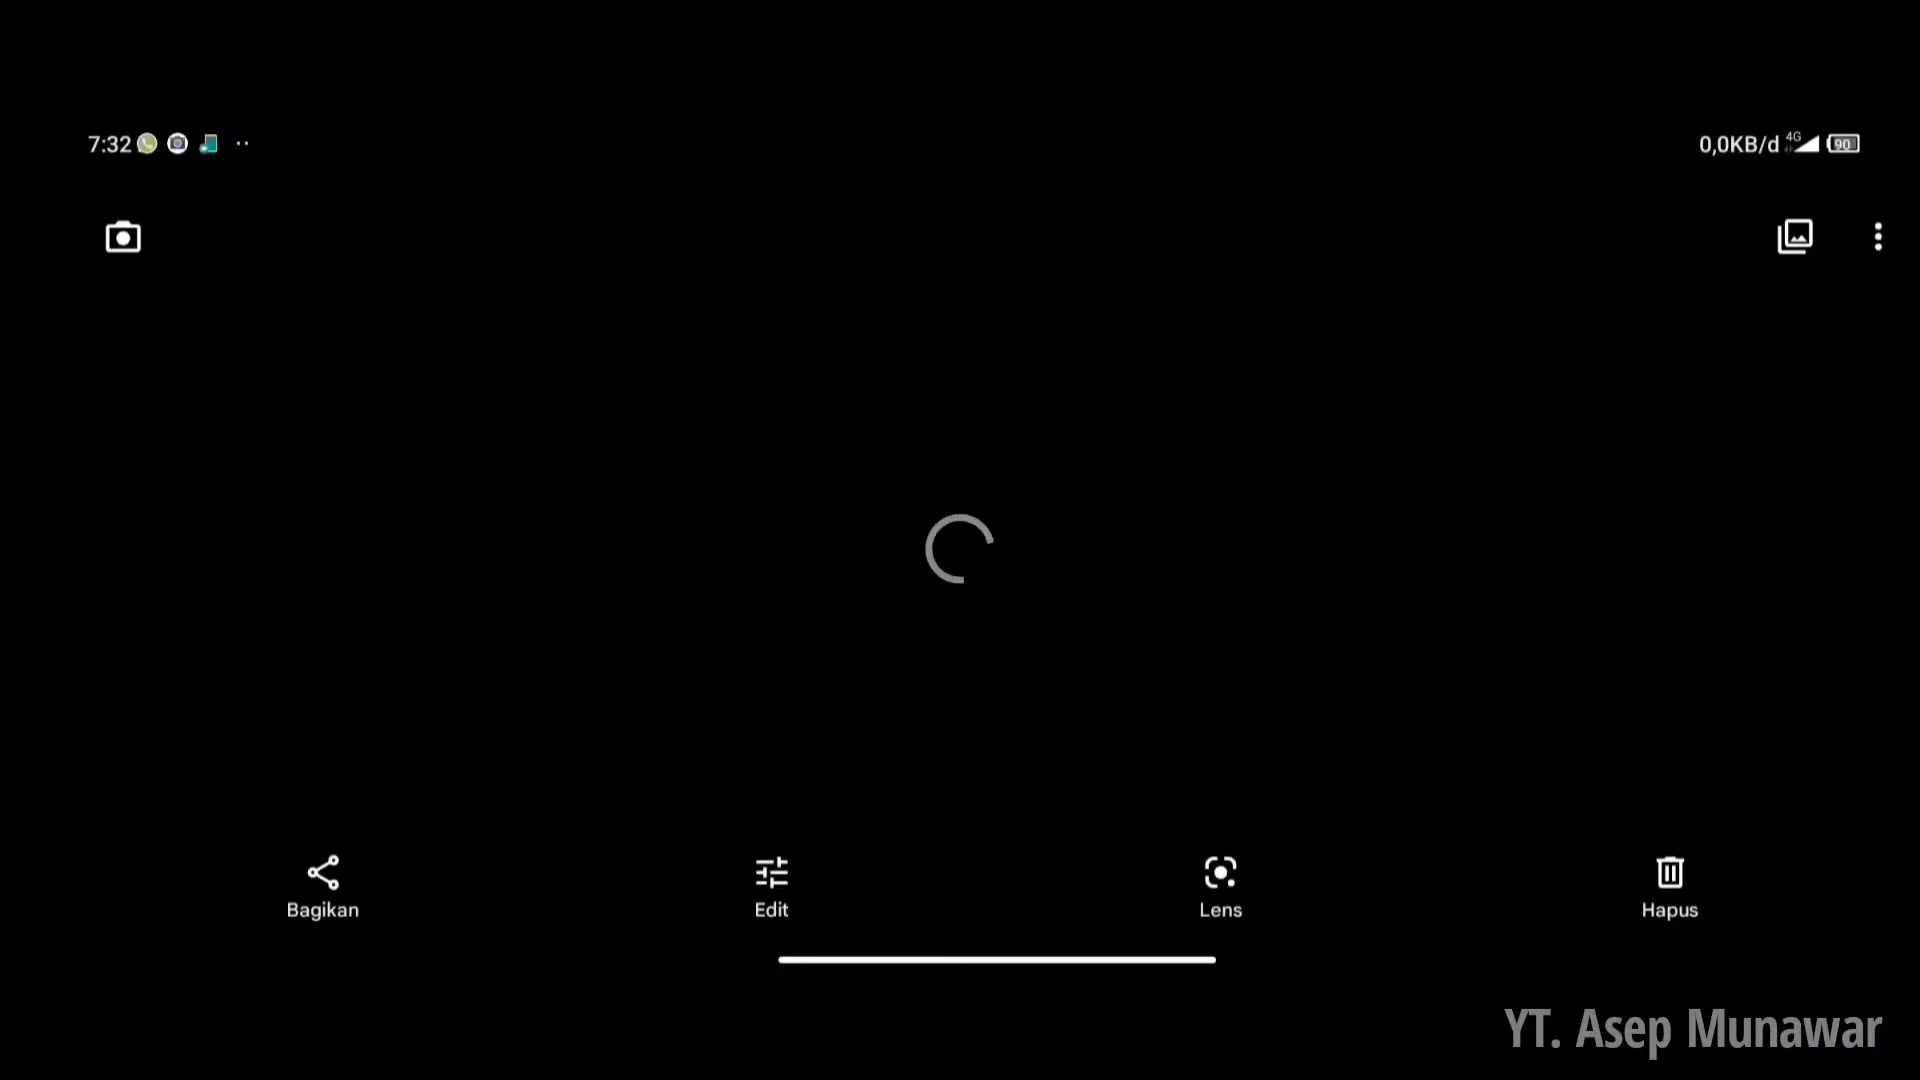 7:32
0,0KB/d 4G 90
Bagikan
Edit
Lens
Hapus
YT. Asep Munawar